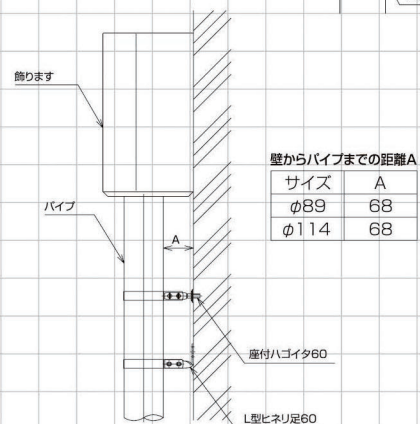 飾ります
壁からパイプまでの距離A
サイズ A
φ89 68
φ114 68
パイプ
A
座付ハゴイタ60
L型ヒネリ足60